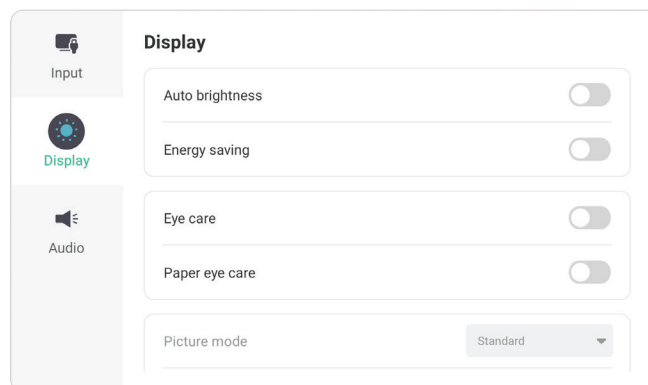 Input
Display
Audio
Display
Auto brightness
Energy saving
Eye care
Paper eye care
Picture mode
Standard